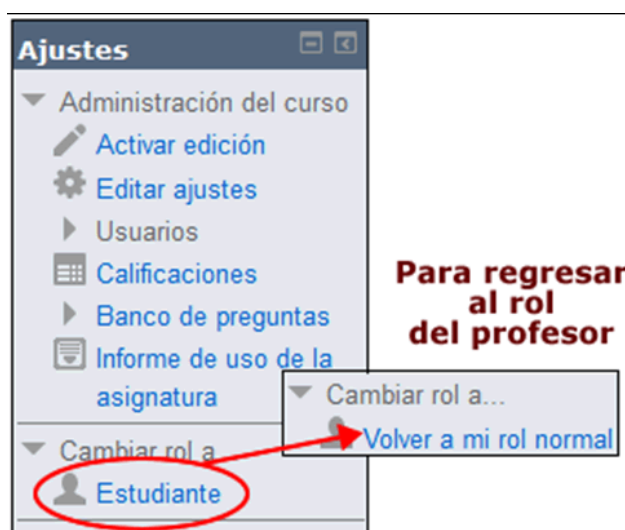 Ajustes
Administración del curso
Activar edición
Editar ajustes
Usuarios
Calificaciones
Banco de preguntas
Informe de uso de la
asignatura
Cambiar rol a
Estudiante
Para regresar
al rol
del profesor
Cambiar rol a...
Volver a mi rol normal